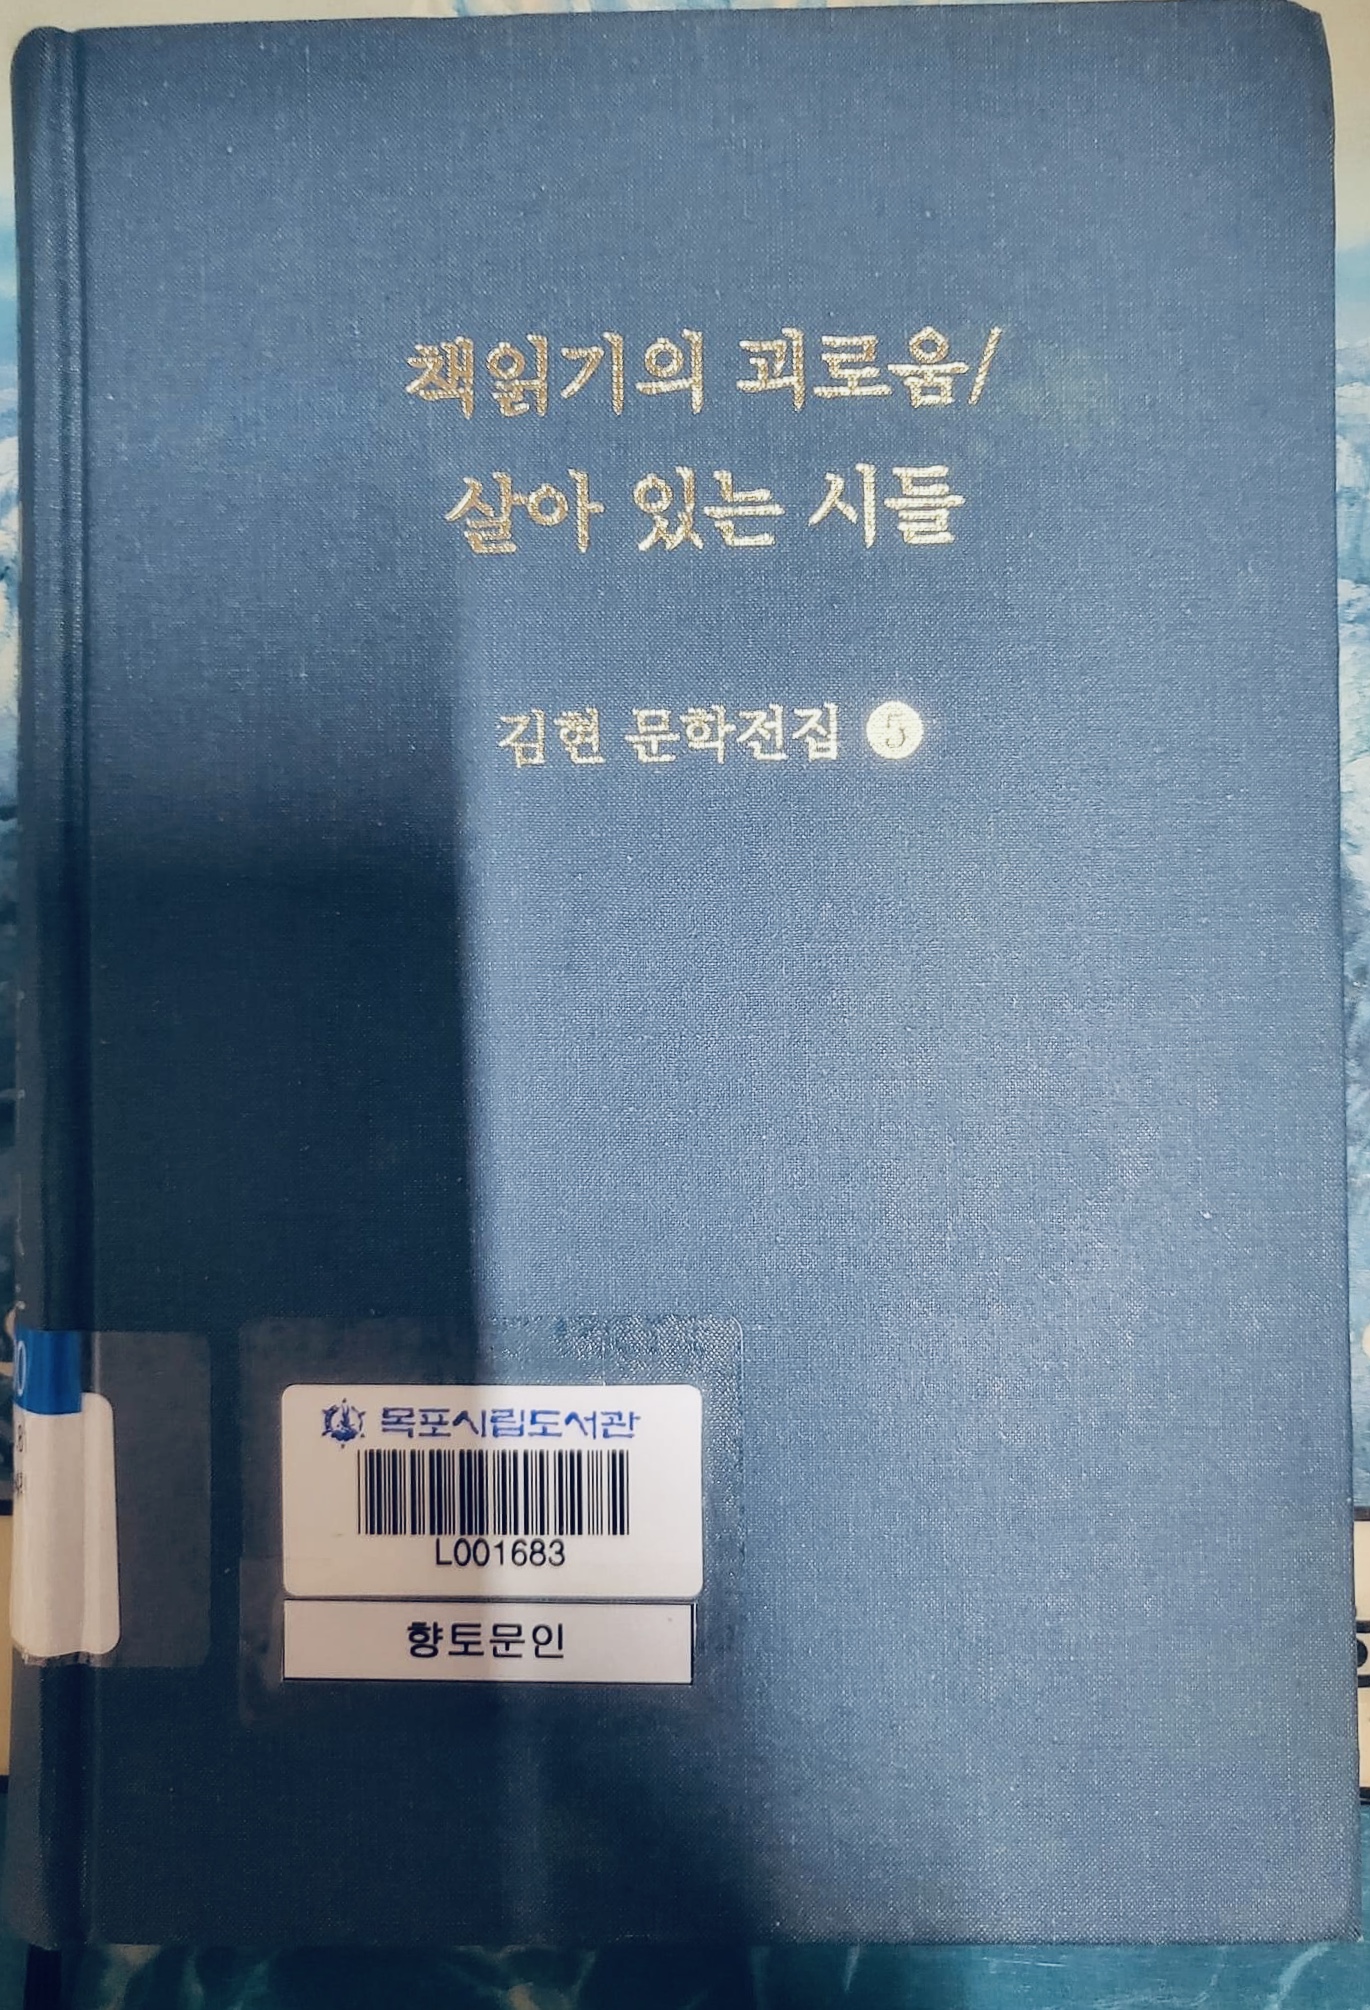 책읽기의 괴로움/
살아 있는 시들
김현 문학전집 5
목포시립도서관
L001683
향토문인